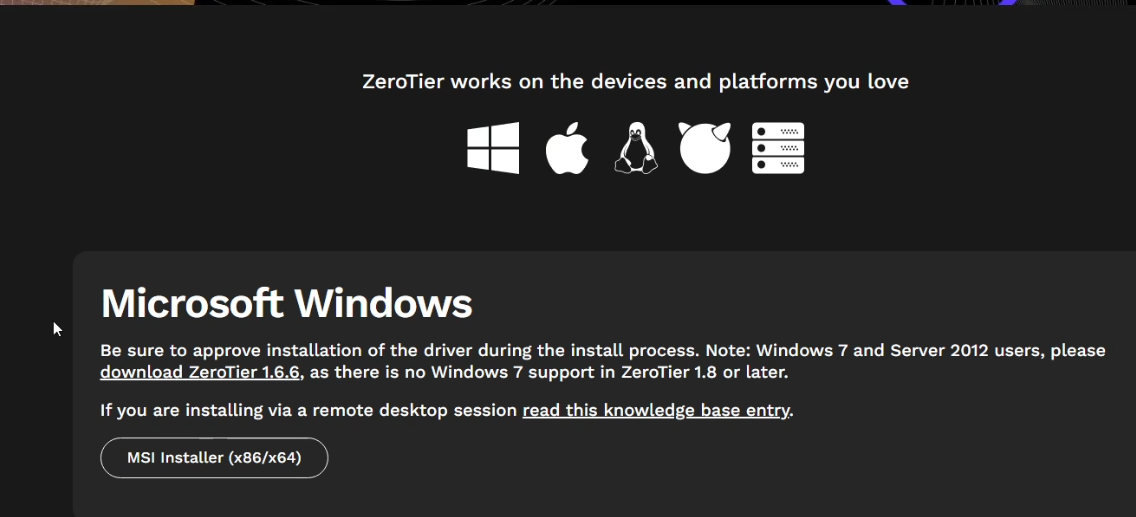 ZeroTier works on the devices and platforms you love
Microsoft Windows
Be sure to approve installation of the driver during the install process. Note: Windows 7 and Server 2012 users, please
download ZeroTier 1.6.6, as there is no Windows 7 support in ZeroTier 1.8 or later.
If you are installing via a remote desktop session read this knowledge base entry.
MSI Installer (x86/x64)